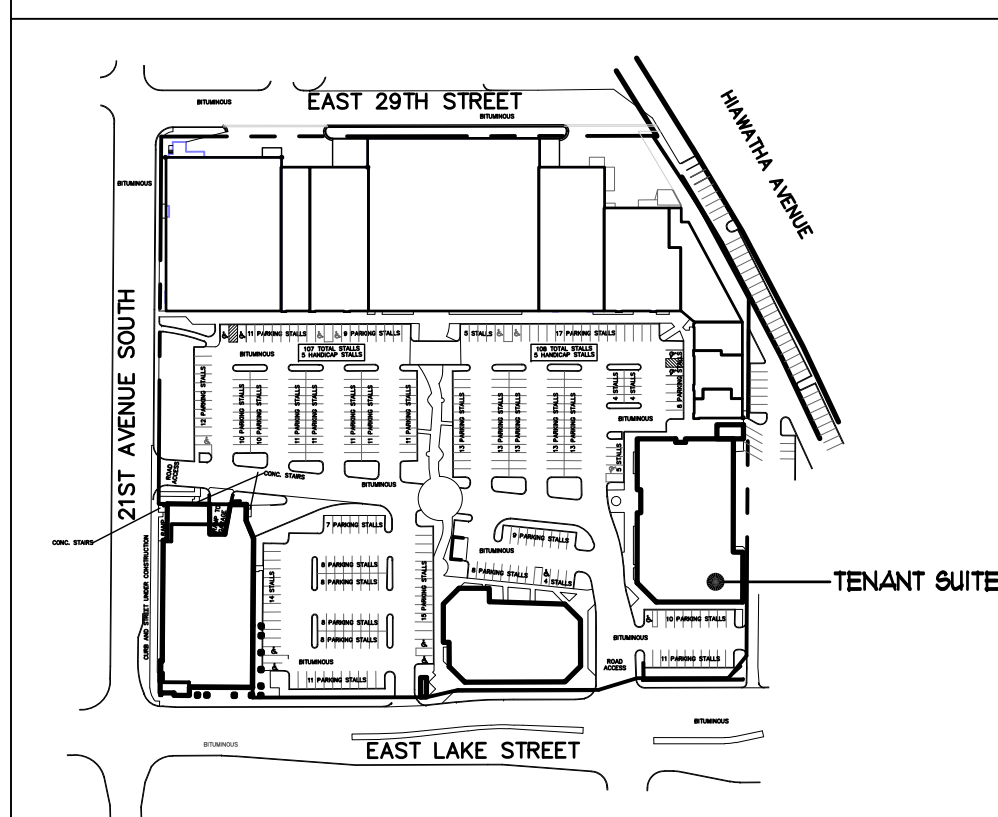 EAST 29TH STREET
BITUMINOUS
BITUMINOUS
HIAWATHA AVENUE
BITUMINOUS
21ST AVENUE SOUTH
11 PARKING STALLS
9 PARKING STALLS
5 STALLS
17 PARKING STALLS
107 TOTAL STALLS
5 HANDICAP STALLS
108 TOTAL STALLS
5 HANDICAP STALLS
BITUMINOUS
12 PARKING STALLS
10 PARKING STALLS
10 PARKING STALLS
11 PARKING STALLS
11 PARKING STALLS
11 PARKING STALLS
11 PARKING STALLS
11 PARKING STALLS
13 PARKING STALLS
13 PARKING STALLS
13 PARKING STALLS
13 PARKING STALLS
13 PARKING STALLS
4 STALLS
4 STALLS
8 PARKING STALLS
BITUMINOUS
5 STALLS
ROAD
ACCESS
CONC. STAIRS
BITUMINOUS
CONC. STAIRS
RAMP
RAMP TO
GARAGE
CURB AND STREET UNDER CONSTRUCTION
7 PARKING STALLS
14 STALLS
8 PARKING STALLS
8 PARKING STALLS
8 PARKING STALLS
8 PARKING STALLS
15 PARKING STALLS
BITUMINOUS
11 PARKING STALLS
9 PARKING STALLS
BITUMINOUS
8 PARKING STALLS
4 STALLS
TENANT SUITE
10 PARKING STALLS
BITUMINOUS
ROAD
ACCESS
11 PARKING STALLS
BITUMINOUS
BITUMINOUS
EAST LAKE STREET